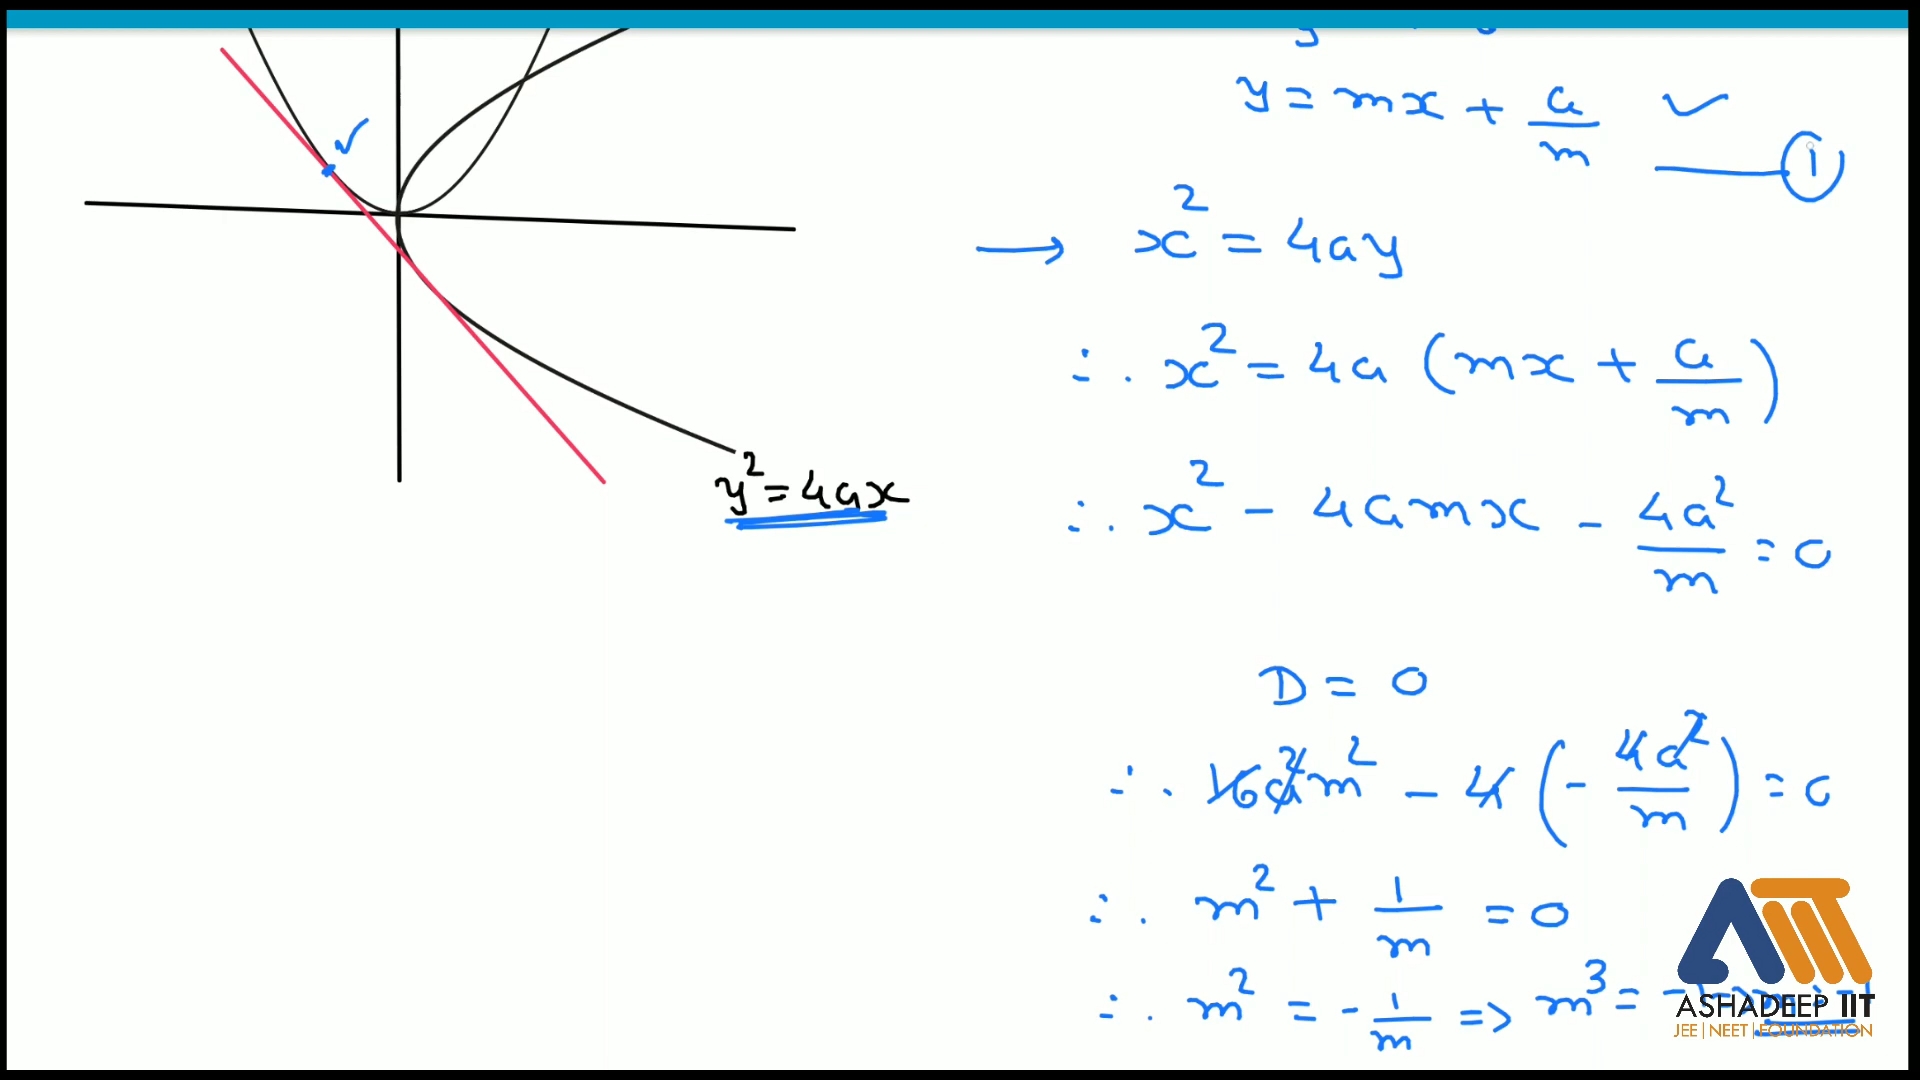 y = mx + a/m ✓
① 
→ x² = 4ay
∴ x² = 4a (mx + a/m)
∴ x² - 4amx - 4a²/m = 0
y² = 4ax
D = 0
∴ 16a²m² - 4 (- 4a²/m) = 0
∴ m² + 1/m = 0
∴ m² = - 1/m ⇒ m³ = -1
ASHADEEP IIT
JEE | NEET | FOUNDATION